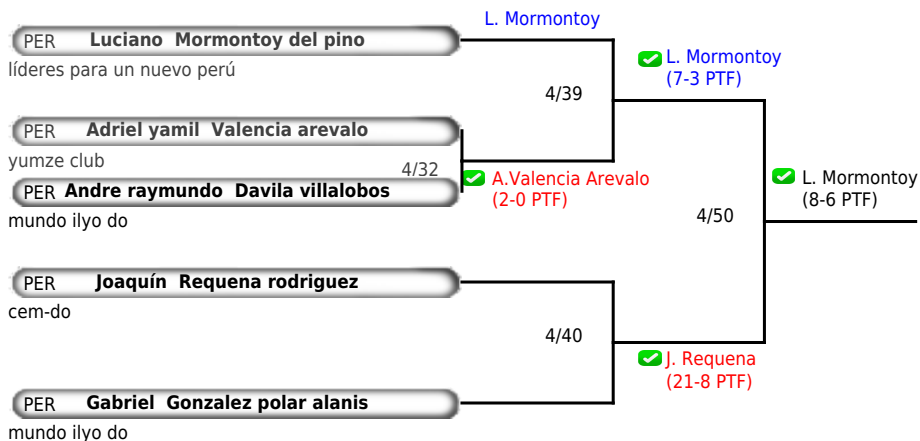 L. Mormontoy
PER Luciano Mormontoy del pino
líderes para un nuevo perú
L. Mormontoy
(7-3 PTF)
4/39
PER Adriel yamil Valencia arevalo
yumze club
4/32
A.Valencia Arevalo
(2-0 PTF)
PER Andre raymundo Davila villalobos
mundo ilyo do
L. Mormontoy
(8-6 PTF)
4/50
PER Joaquín Requena rodriguez
cem-do
4/40
J. Requena
(21-8 PTF)
PER Gabriel Gonzalez polar alanis
mundo ilyo do